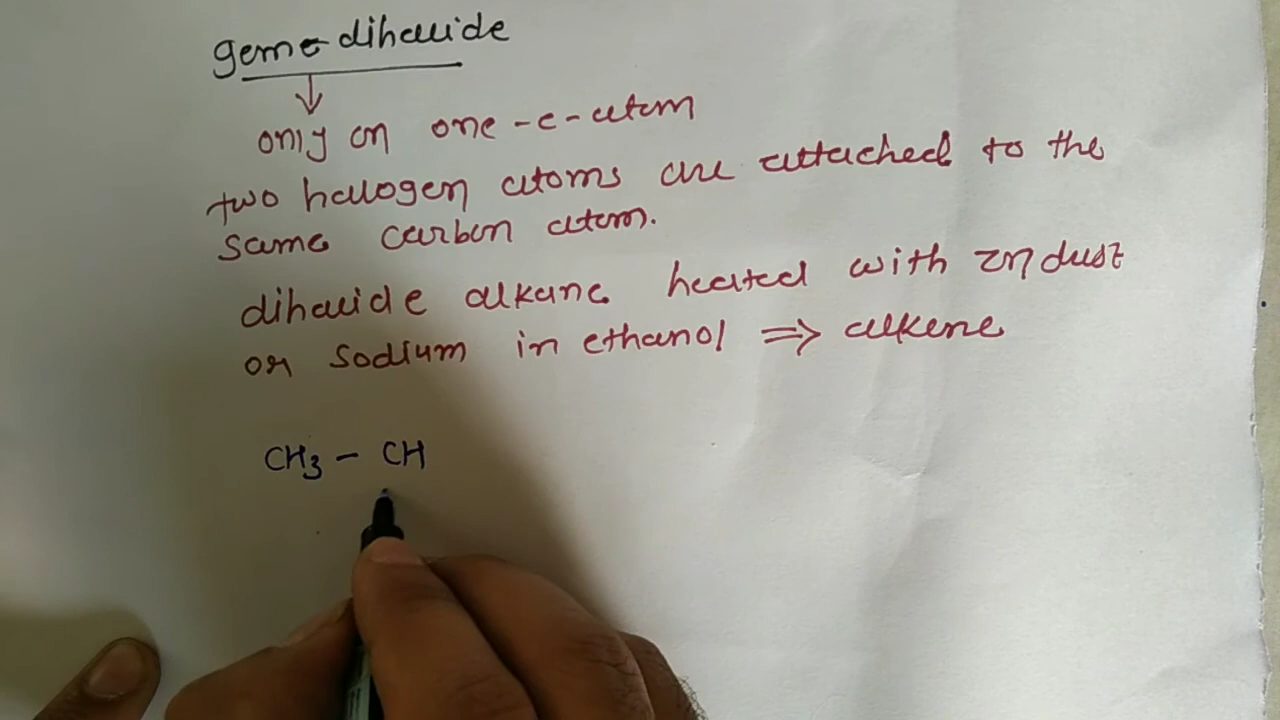 geme dihalide
only on one-c-atom
two halogen atoms are attached to the
same carbon atom.
dihalide alkane heated with zn dust
or sodium in ethanol ⇒ alkene
CH3 - CH